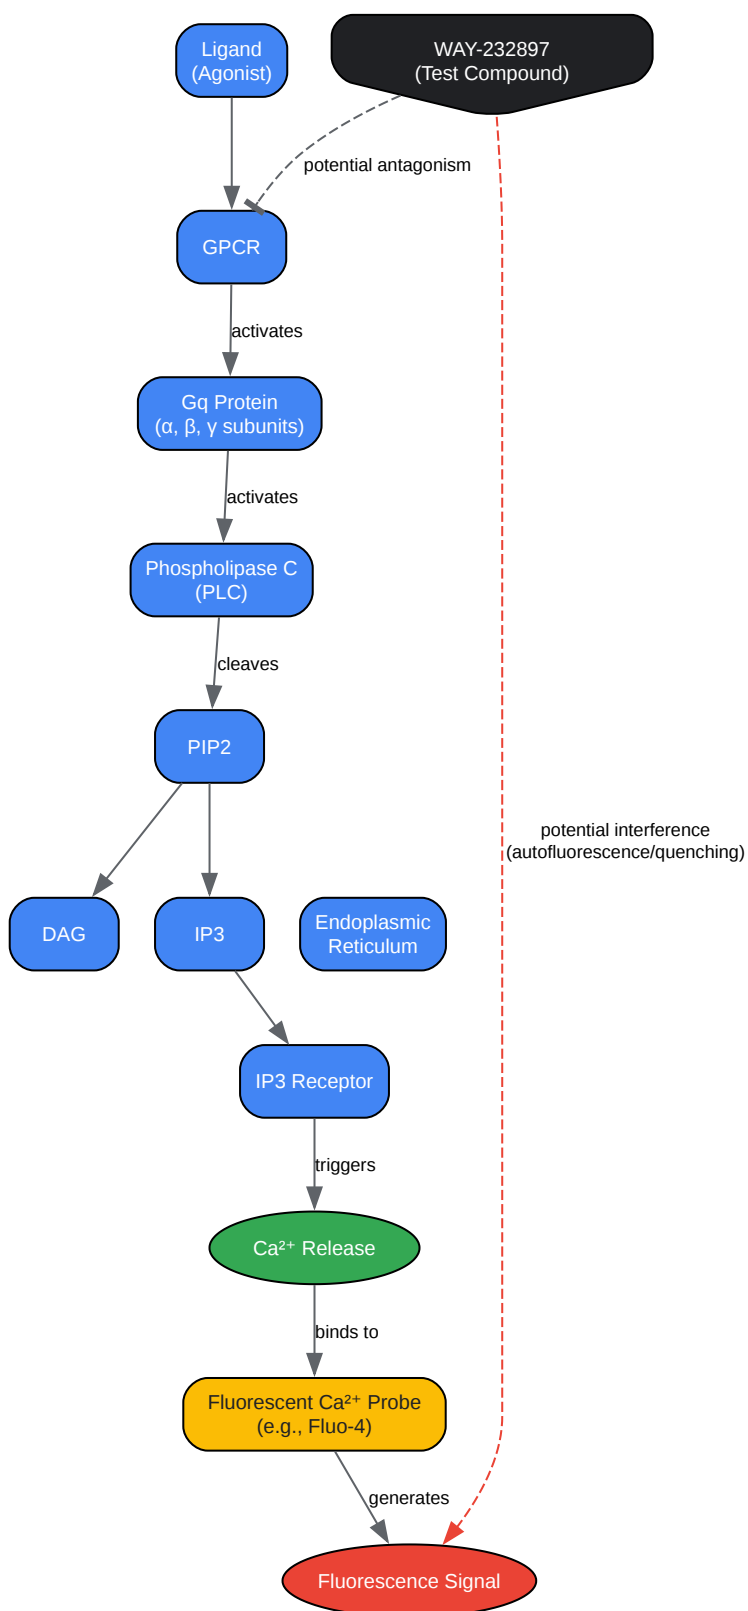 Ligand
(Agonist)
WAY-232897
(Test Compound)
potential antagonism
GPCR
activates
Gq Protein
(α, β, γ subunits)
activates
Phospholipase C
(PLC)
cleaves
PIP2
potential interference
(autofluorescence/quenching)
DAG
IP3
Endoplasmic
Reticulum
IP3 Receptor
triggers
Ca²⁺ Release
binds to
Fluorescent Ca²⁺ Probe
(e.g., Fluo-4)
generates
Fluorescence Signal